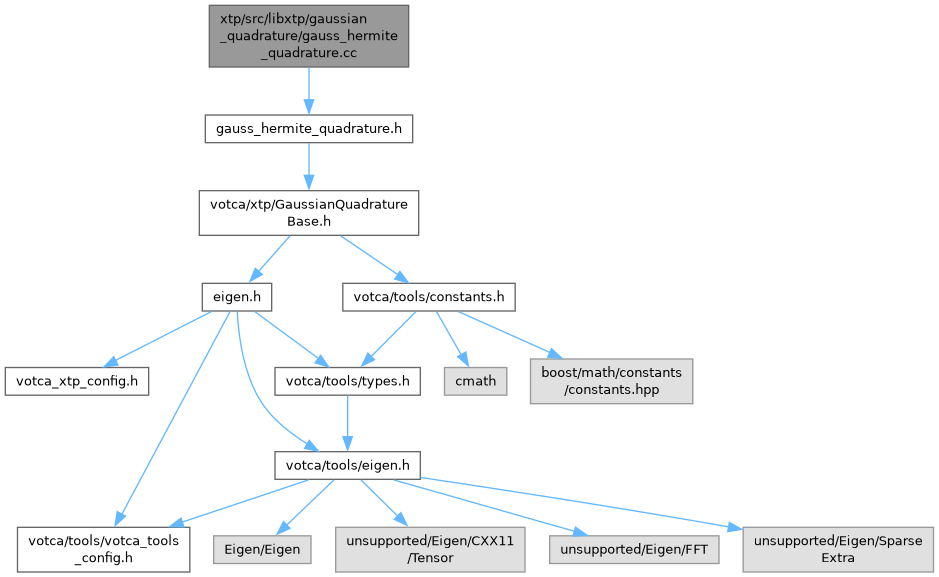 xtp/src/libxtp/gaussian
_quadrature/gauss_hermite
_quadrature.cc
gauss_hermite_quadrature.h
votca/xtp/GaussianQuadrature
Base.h
eigen.h
votca/tools/constants.h
votca_xtp_config.h
votca/tools/types.h
cmath
boost/math/constants
/constants.hpp
votca/tools/eigen.h
votca/tools/votca_tools
_config.h
Eigen/Eigen
unsupported/Eigen/CXX11
/Tensor
unsupported/Eigen/FFT
unsupported/Eigen/Sparse
Extra